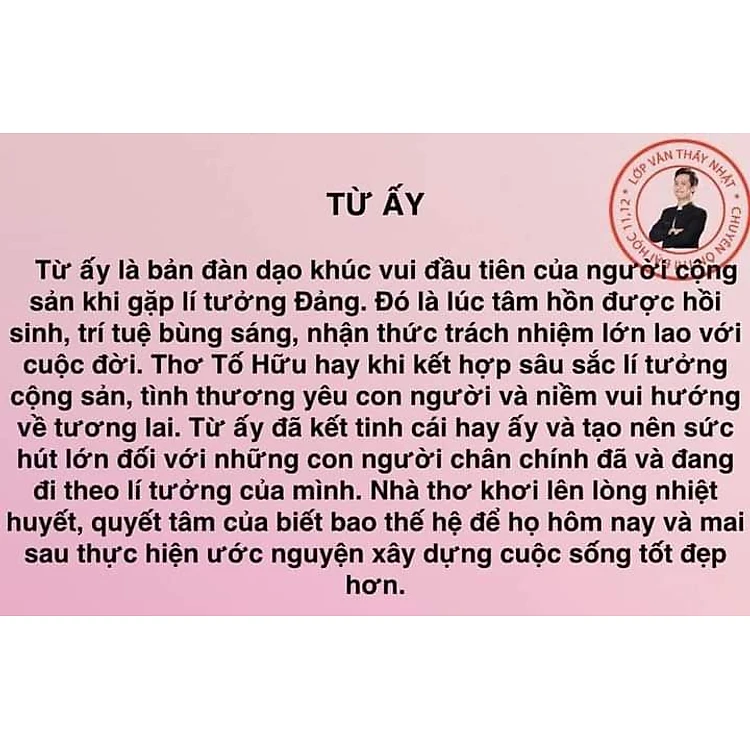 LỚP VĂN THẦY NHẬT * CHUYÊN ÔN THI ĐẠI HỌC 11,12 *
TỪ ẤY
Từ ấy là bản đàn dạo khúc vui đầu tiên của người cộng
sản khi gặp lí tưởng Đảng. Đó là lúc tâm hồn được hồi
sinh, trí tuệ bùng sáng, nhận thức trách nhiệm lớn lao với
cuộc đời. Thơ Tố Hữu hay khi kết hợp sâu sắc lí tưởng
cộng sản, tình thương yêu con người và niềm vui hướng
về tương lai. Từ ấy đã kết tinh cái hay ấy và tạo nên sức
hút lớn đối với những con người chân chính đã và đang
đi theo lí tưởng của mình. Nhà thơ khơi lên lòng nhiệt
huyết, quyết tâm của biết bao thế hệ để họ hôm nay và mai
sau thực hiện ước nguyện xây dựng cuộc sống tốt đẹp
hơn.